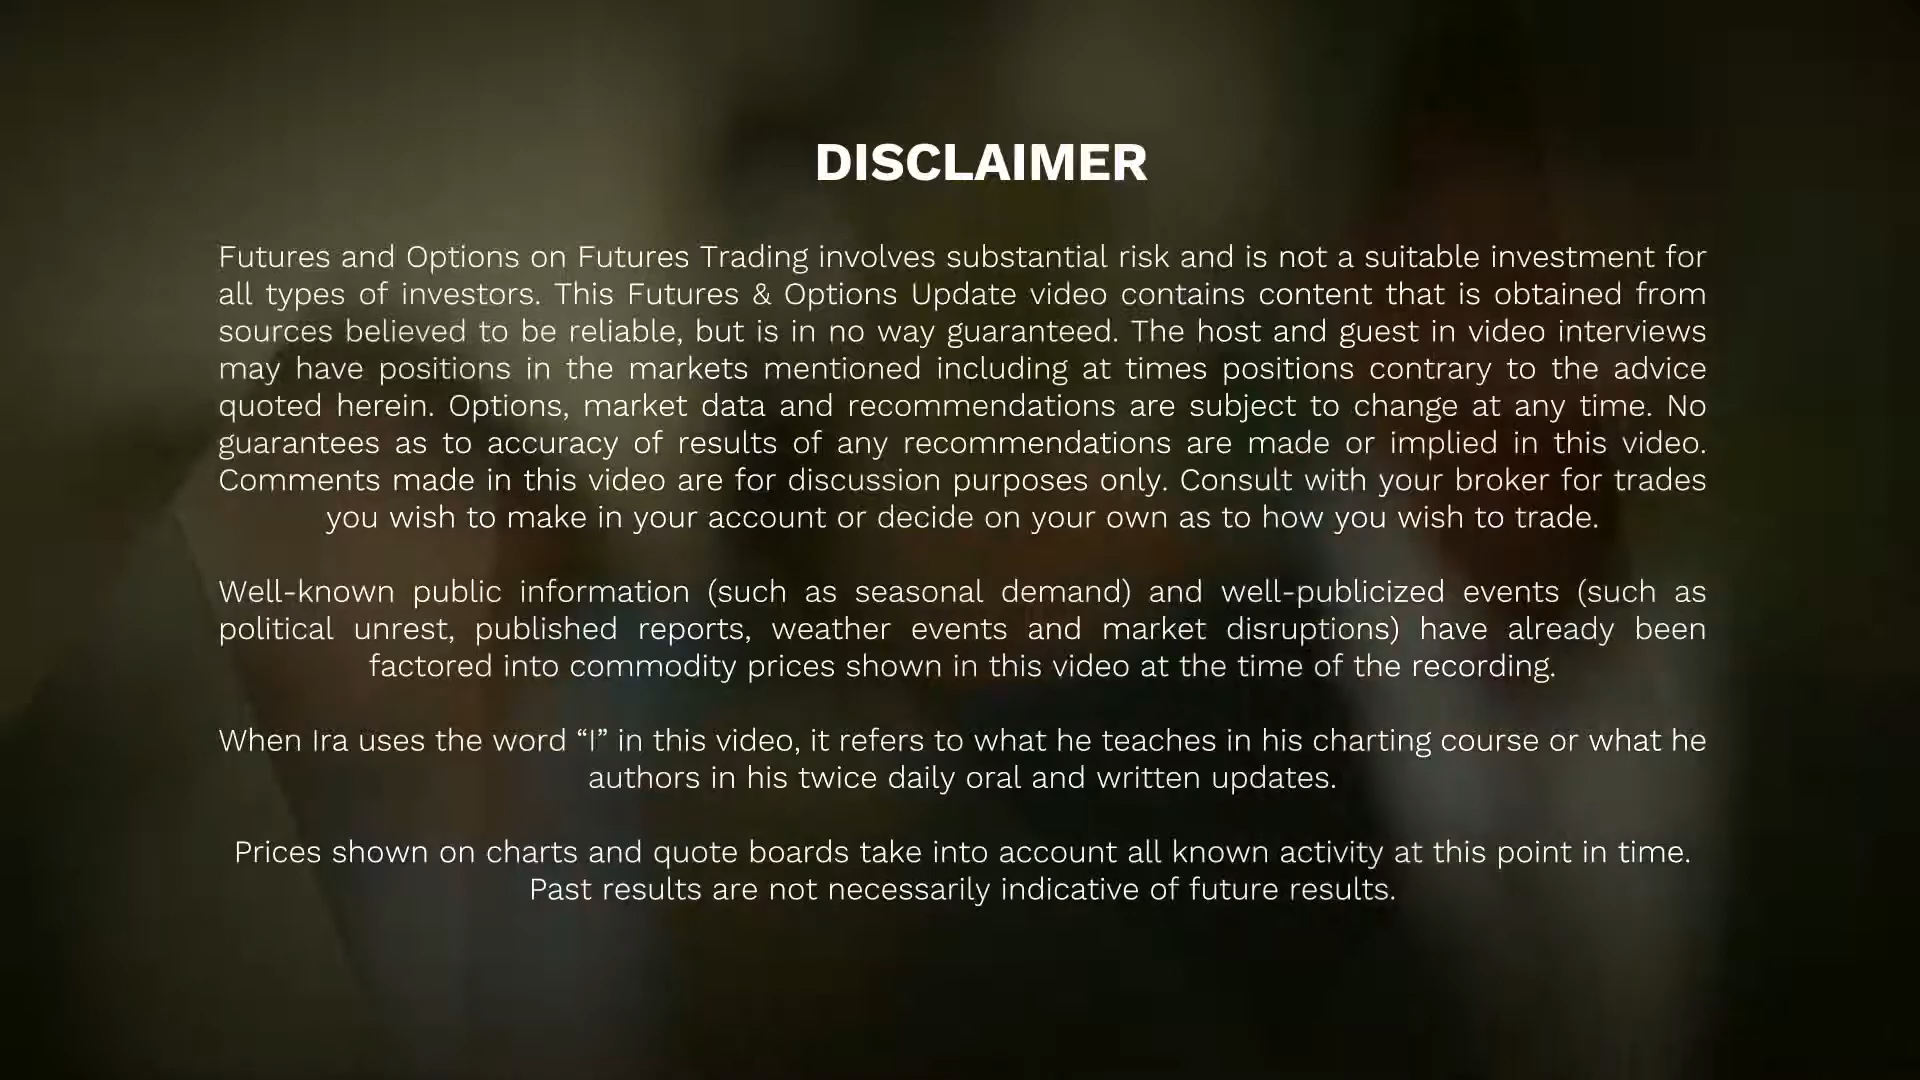 DISCLAIMER
Futures and Options on Futures Trading involves substantial risk and is not a suitable investment for
all types of investors. This Futures & Options Update video contains content that is obtained from
sources believed to be reliable, but is in no way guaranteed. The host and guest in video interviews
may have positions in the markets mentioned including at times positions contrary to the advice
quoted herein. Options, market data and recommendations are subject to change at any time. No
guarantees as to accuracy of results of any recommendations are made or implied in this video.
Comments made in this video are for discussion purposes only. Consult with your broker for trades
you wish to make in your account or decide on your own as to how you wish to trade.
Well-known public information (such as seasonal demand) and well-publicized events (such as
political unrest, published reports, weather events and market disruptions) have already been
factored into commodity prices shown in this video at the time of the recording.
When Ira uses the word “I” in this video, it refers to what he teaches in his charting course or what he
authors in his twice daily oral and written updates.
Prices shown on charts and quote boards take into account all known activity at this point in time.
Past results are not necessarily indicative of future results.